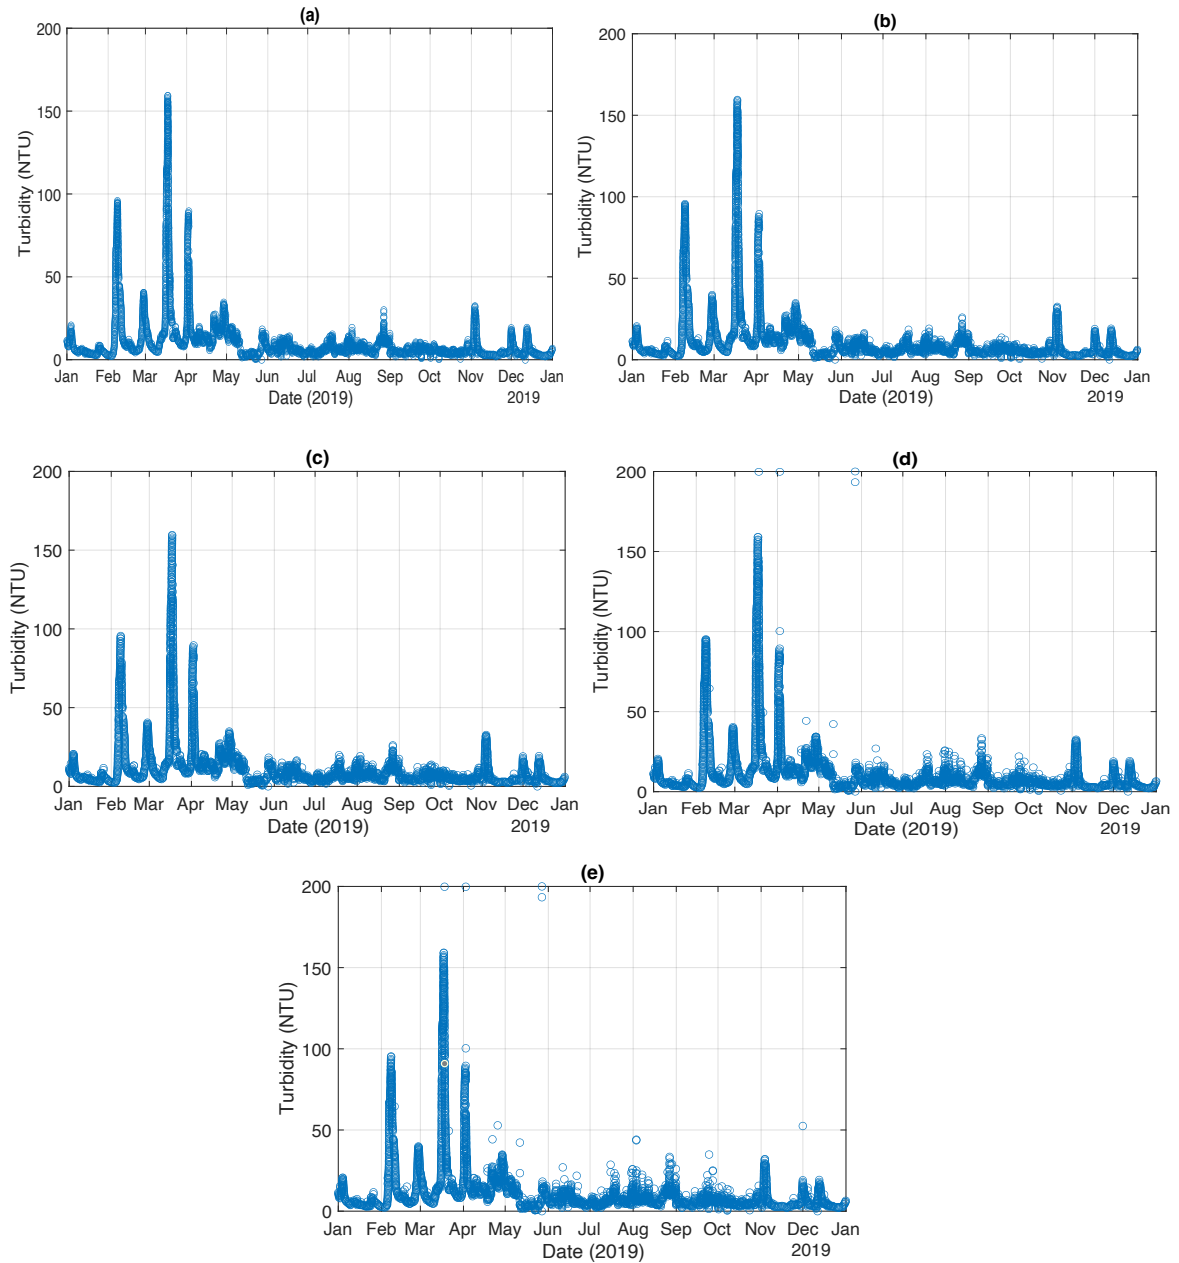 (a)
200
150
100
50
0
Turbidity (NTU)
Jan Feb Mar Apr May Jun Jul Aug Sep Oct Nov Dec Jan
Date (2019)
2019
(b)
200
150
100
50
0
Turbidity (NTU)
Jan Feb Mar Apr May Jun Jul Aug Sep Oct Nov Dec Jan
Date (2019)
2019
(c)
200
150
100
50
0
Turbidity (NTU)
Jan Feb Mar Apr May Jun Jul Aug Sep Oct Nov Dec Jan
Date (2019)
2019
(d)
200
150
100
50
0
Turbidity (NTU)
Jan Feb Mar Apr May Jun Jul Aug Sep Oct Nov Dec Jan
Date (2019)
2019
(e)
200
150
100
50
0
Turbidity (NTU)
Jan Feb Mar Apr May Jun Jul Aug Sep Oct Nov Dec Jan
Date (2019)
2019